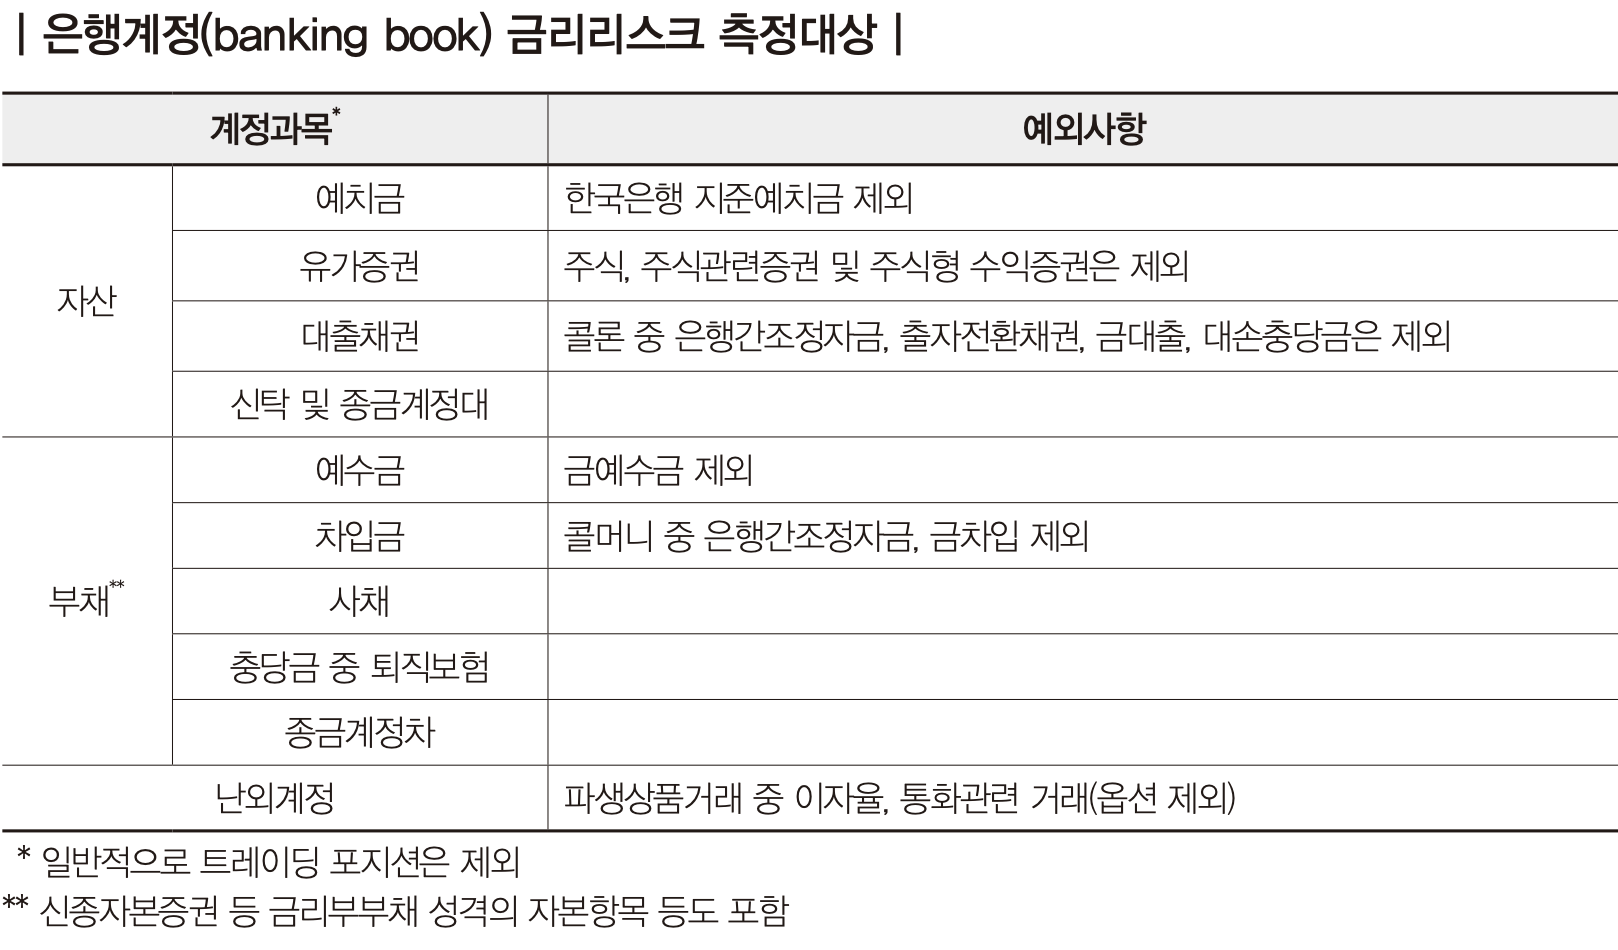 | 은행계정(banking book) 금리리스크 측정대상 |
계정과목* 예외사항
자산
예치금 한국은행 지준예치금 제외
유가증권 주식, 주식관련증권 및 주식형 수익증권은 제외
대출채권 콜론 중 은행간조정자금, 출자전환채권, 금대출, 대손충당금은 제외
신탁 및 종금계정대
부채**
예수금 금예수금 제외
차입금 콜머니 중 은행간조정자금, 금차입 제외
사채
충당금 중 퇴직보험
종금계정차
난외계정 파생상품거래 중 이자율, 통화관련 거래(옵션 제외)
* 일반적으로 트레이딩 포지션은 제외
** 신종자본증권 등 금리부부채 성격의 자본항목 등도 포함